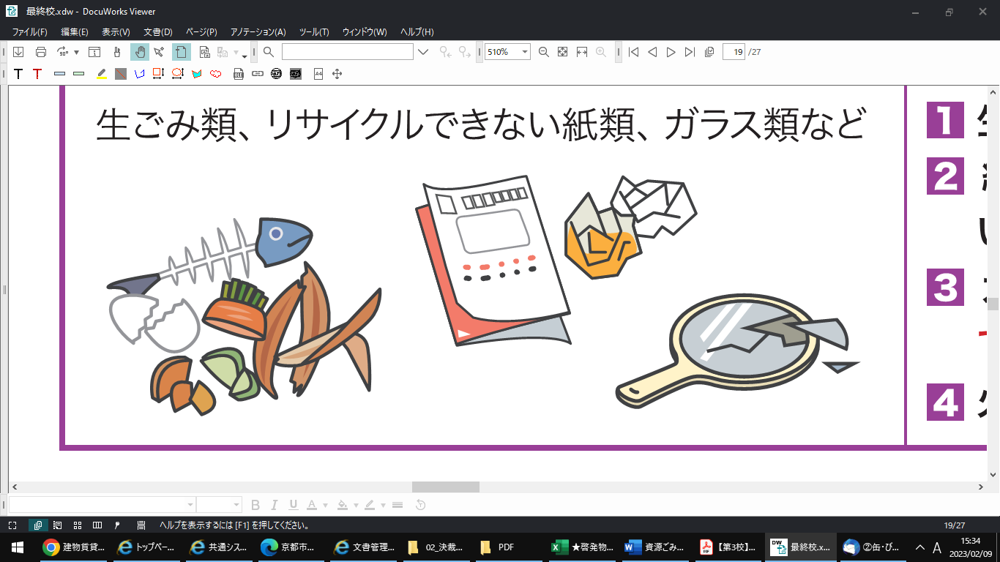 最終校.xdw - DocuWorks Viewer
ファイル(F) 編集(E) 表示(V) 文書(D) ページ(P) アノテーション(A) ツール(T) ウィンドウ(W) ヘルプ(H)
510% 19 /27
生ごみ類、リサイクルできない紙類、ガラス類など
1
2
3
4
B I U A
ヘルプを表示するには [F1] を押してください。
19/27
建物賃貸... トップペー... 共通シス... 京都市... 文書管理... 02_決裁... PDF ★啓発物... 資源ごみ... 【第3校】... 最終校.x... ②缶・び... A 15:34
2023/02/09